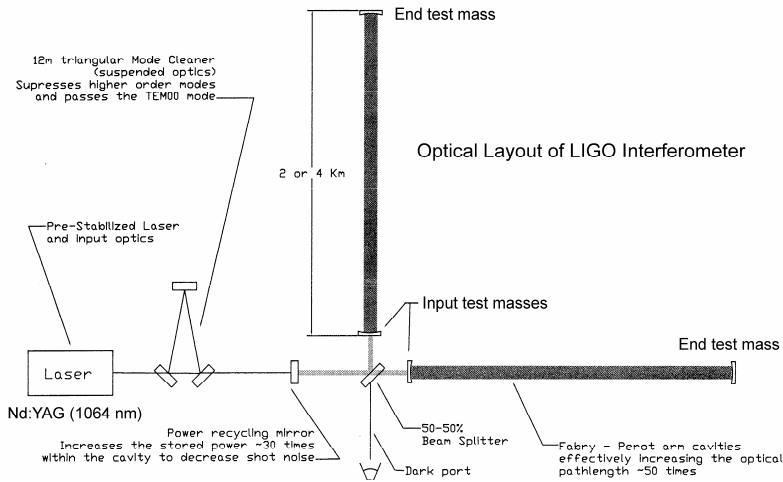 End test mass
12m triangular Mode Cleaner
(suspended optics)
Supresses higher order modes
and passes the TEM00 mode
Optical Layout of LIGO Interferometer
2 or 4 Km
Pre-Stabilized Laser
and input optics
Input test masses
End test mass
Laser
Nd:YAG (1064 nm)
Power recycling mirror
Increases the stored power ~30 times
within the cavity to decrease shot noise
50-50%
Beam Splitter
Dark port
Fabry - Perot arm cavities
effectively increasing the optical
pathlength ~50 times